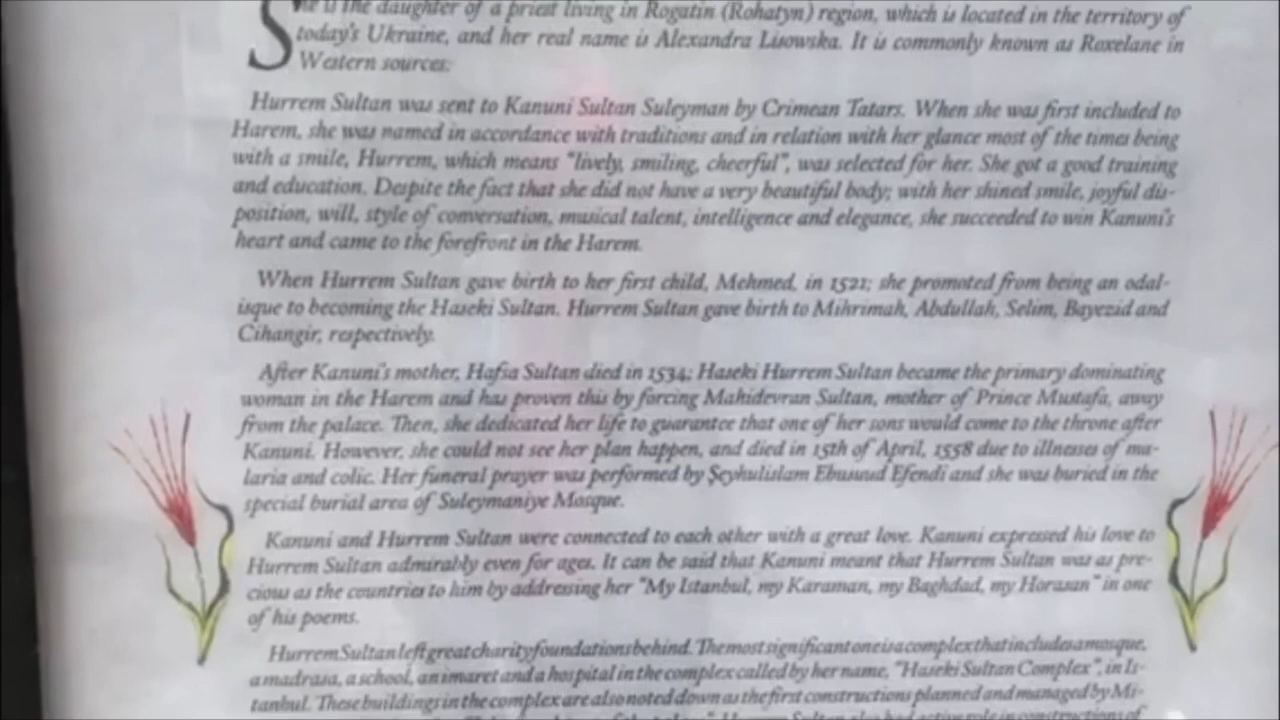 She is the daughter of a priest living in Rogatin (Rohatyn) region, which is located in the territory of
today's Ukraine, and her real name is Alexandra Lisowska. It is commonly known as Roxelane in
Western sources.
Hurrem Sultan was sent to Kanuni Sultan Suleyman by Crimean Tatars. When she was first included to
Harem, she was named in accordance with traditions and in relation with her glance most of the times being
with a smile, Hurrem, which means "lively, smiling, cheerful", was selected for her. She got a good training
and education. Despite the fact that she did not have a very beautiful body; with her shined smile, joyful dis-
position, will, style of conversation, musical talent, intelligence and elegance, she succeeded to win Kanuni's
heart and came to the forefront in the Harem.
When Hurrem Sultan gave birth to her first child, Mehmed, in 1521; she promoted from being an odal-
isque to becoming the Haseki Sultan. Hurrem Sultan gave birth to Mihrimah, Abdullah, Selim, Bayezid and
Cihangir, respectively.
After Kanuni's mother, Hafsa Sultan died in 1534; Haseki Hurrem Sultan became the primary dominating
woman in the Harem and has proven this by forcing Mahidevran Sultan, mother of Prince Mustafa, away
from the palace. Then, she dedicated her life to guarantee that one of her sons would come to the throne after
Kanuni. However, she could not see her plan happen, and died in 15th of April, 1558 due to illnesses of ma-
laria and colic. Her funeral prayer was performed by Şeyhulislam Ebusuud Efendi and she was buried in the
special burial area of Suleymaniye Mosque.
Kanuni and Hurrem Sultan were connected to each other with a great love. Kanuni expressed his love to
Hurrem Sultan admirably even for ages. It can be said that Kanuni meant that Hurrem Sultan was as pre-
cious as the countries to him by addressing her "My Istanbul, my Karaman, my Baghdad, my Horasan" in one
of his poems.
Hurrem Sultan left great charity foundations behind. The most significant one is a complex that includes a mosque,
a madrasa, a school, an imaret and a hospital in the complex called by her name, "Haseki Sultan Complex", in Is-
tanbul. These buildings in the complex are also noted down as the first constructions planned and managed by Mi-